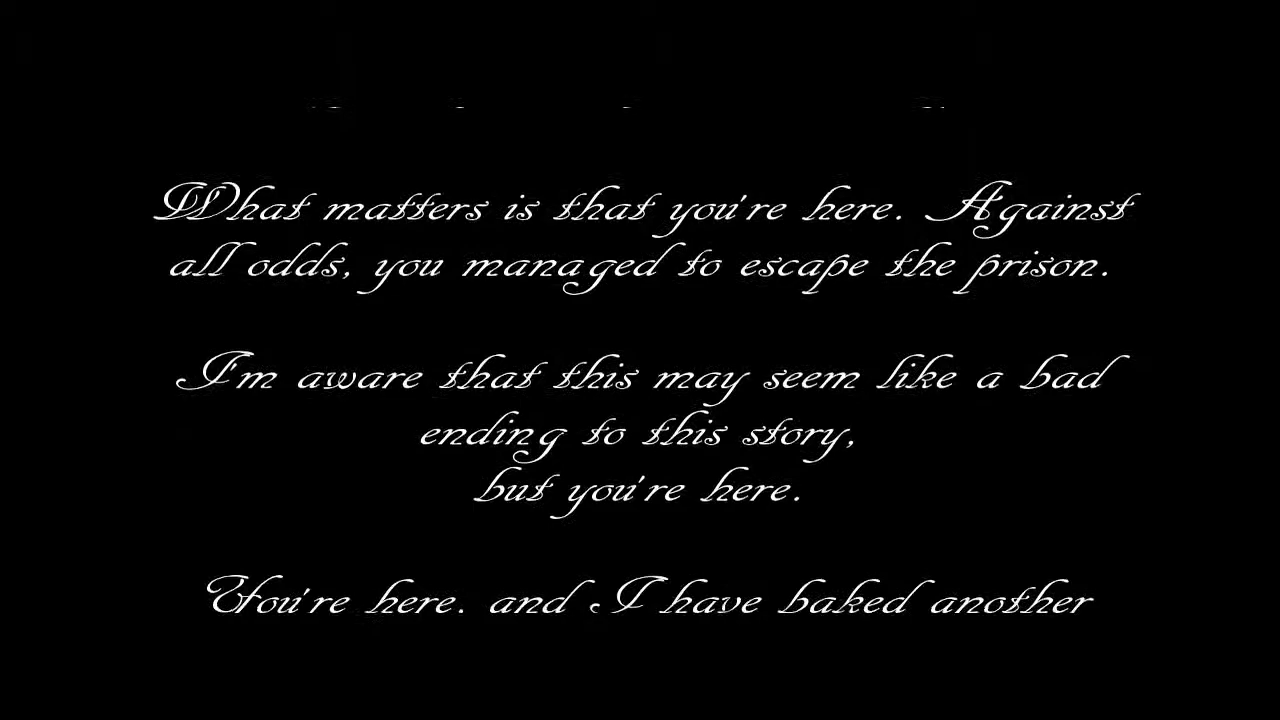 What matters is that you're here. Against
all odds, you managed to escape the prison.
I'm aware that this may seem like a bad
ending to this story,
but you're here.
You're here. and I have baked another